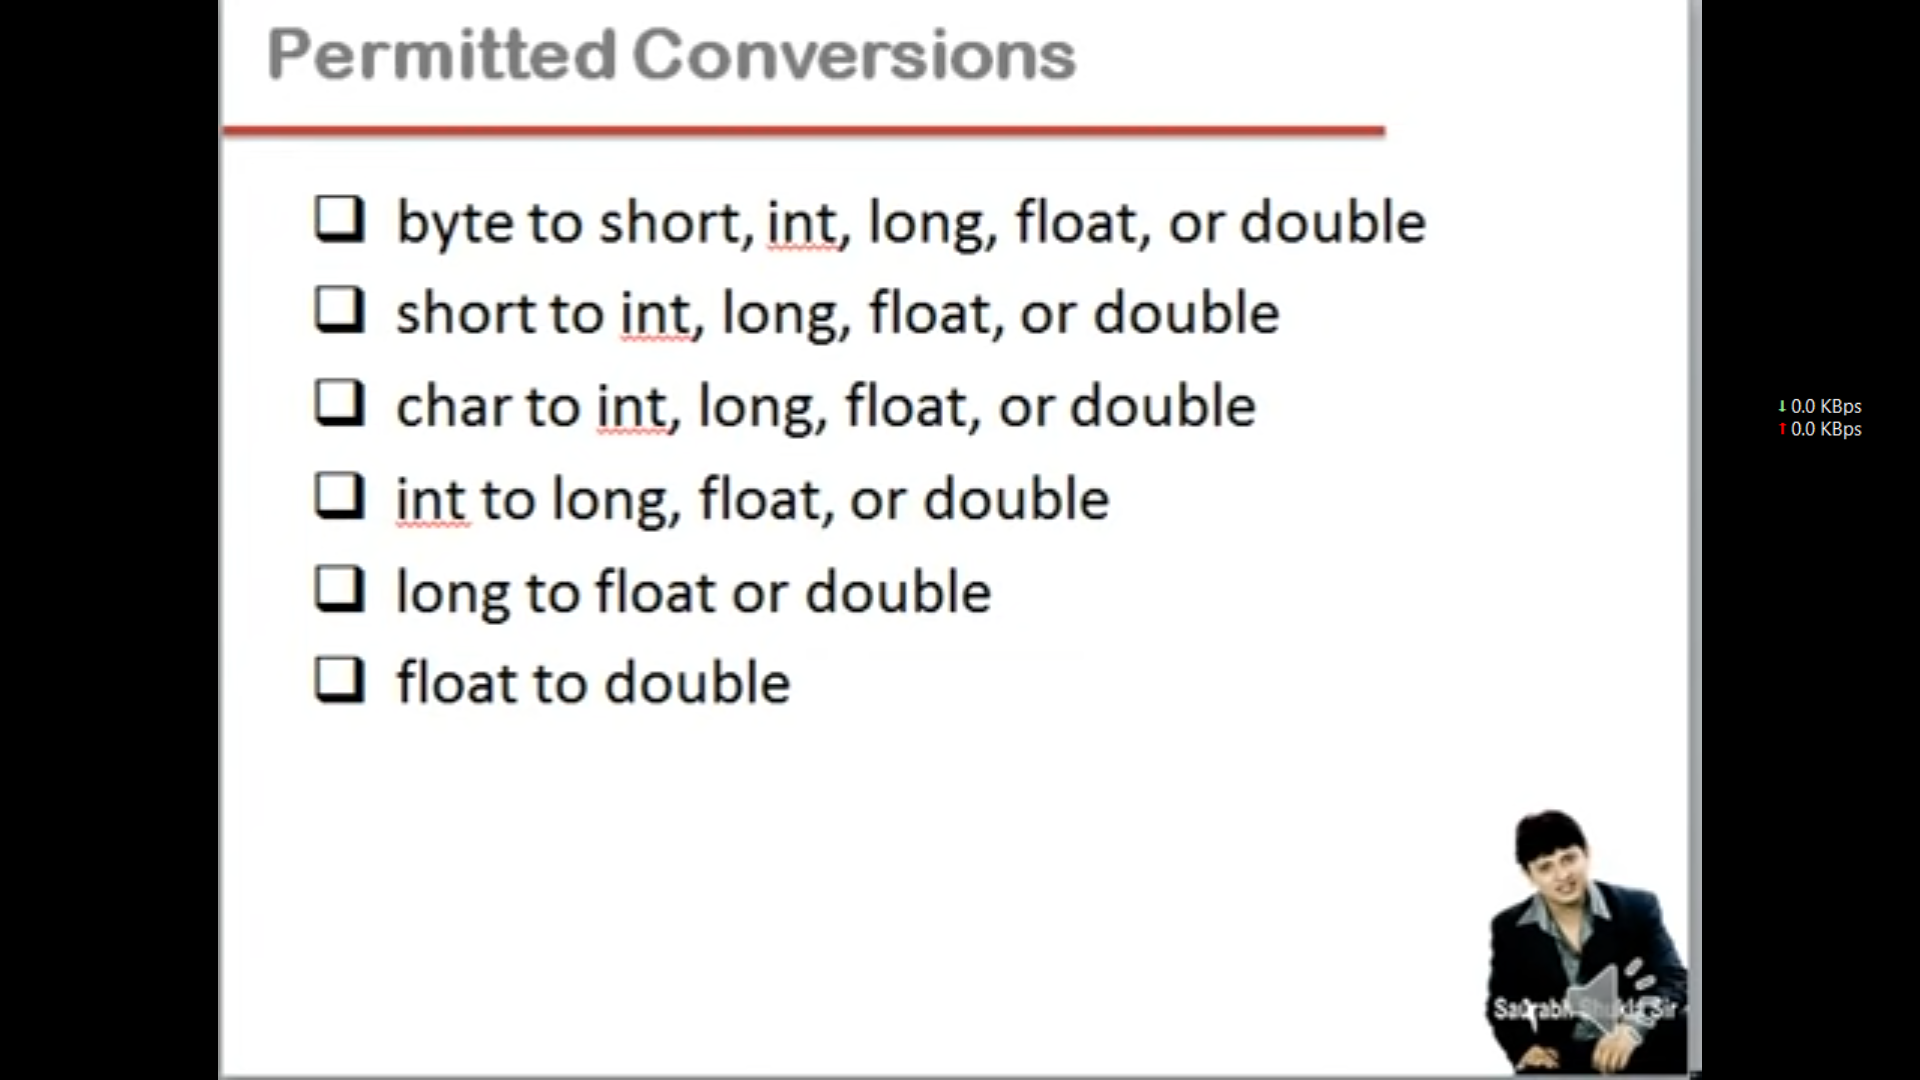 Permitted Conversions
byte to short, int, long, float, or double
short to int, long, float, or double
char to int, long, float, or double
int to long, float, or double
long to float or double
float to double
↓ 0.0 KBps
↑ 0.0 KBps
Saurabh Shukla Sir